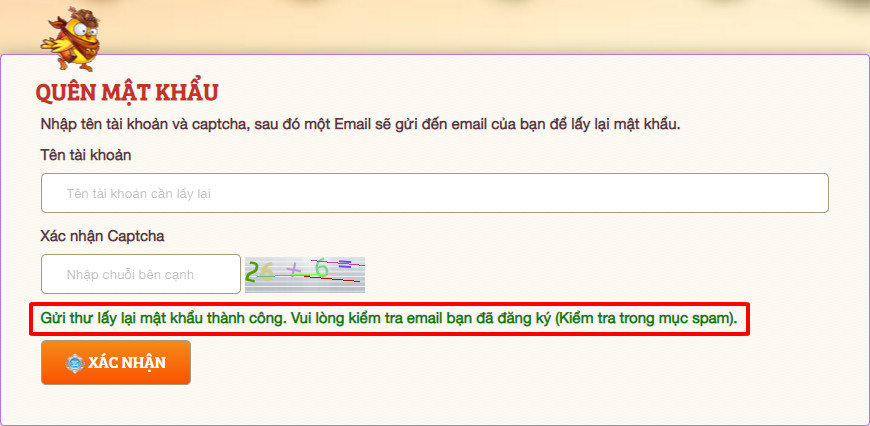 QUÊN MẬT KHẨU
Nhập tên tài khoản và captcha, sau đó một Email sẽ gửi đến email của bạn để lấy lại mật khẩu.
Tên tài khoản
Tên tài khoản cần lấy lại
Xác nhận Captcha
Nhập chuỗi bên cạnh
26 + 6 =
Gửi thư lấy lại mật khẩu thành công. Vui lòng kiểm tra email bạn đã đăng ký (Kiểm tra trong mục spam).
XÁC NHẬN